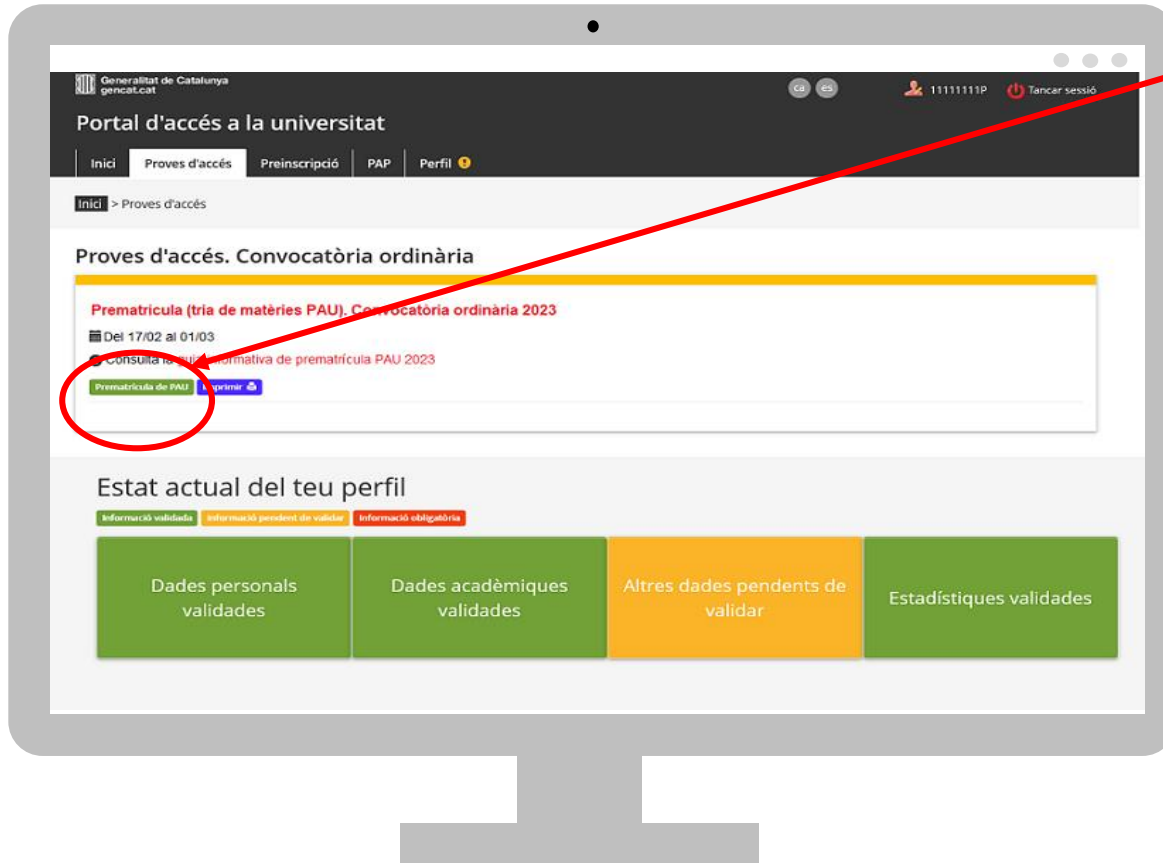 Generalitat de Catalunya
gencat.cat
ca es 11111111P Tancar sessió
Portal d'accés a la universitat
Inici Proves d'accés Preinscripció PAP Perfil
Inici > Proves d'accés
Proves d'accés. Convocatòria ordinària
Prematricula (tria de matèries PAU). Convocatòria ordinària 2023
Del 17/02 al 01/03
Consulta la guia informativa de prematrícula PAU 2023
Prematrícula de PAU Imprimir
Estat actual del teu perfil
Informació validada Informació pendent de validar Informació obligatòria
Dades personals
validades
Dades acadèmiques
validades
Altres dades pendents de
validar
Estadístiques validades